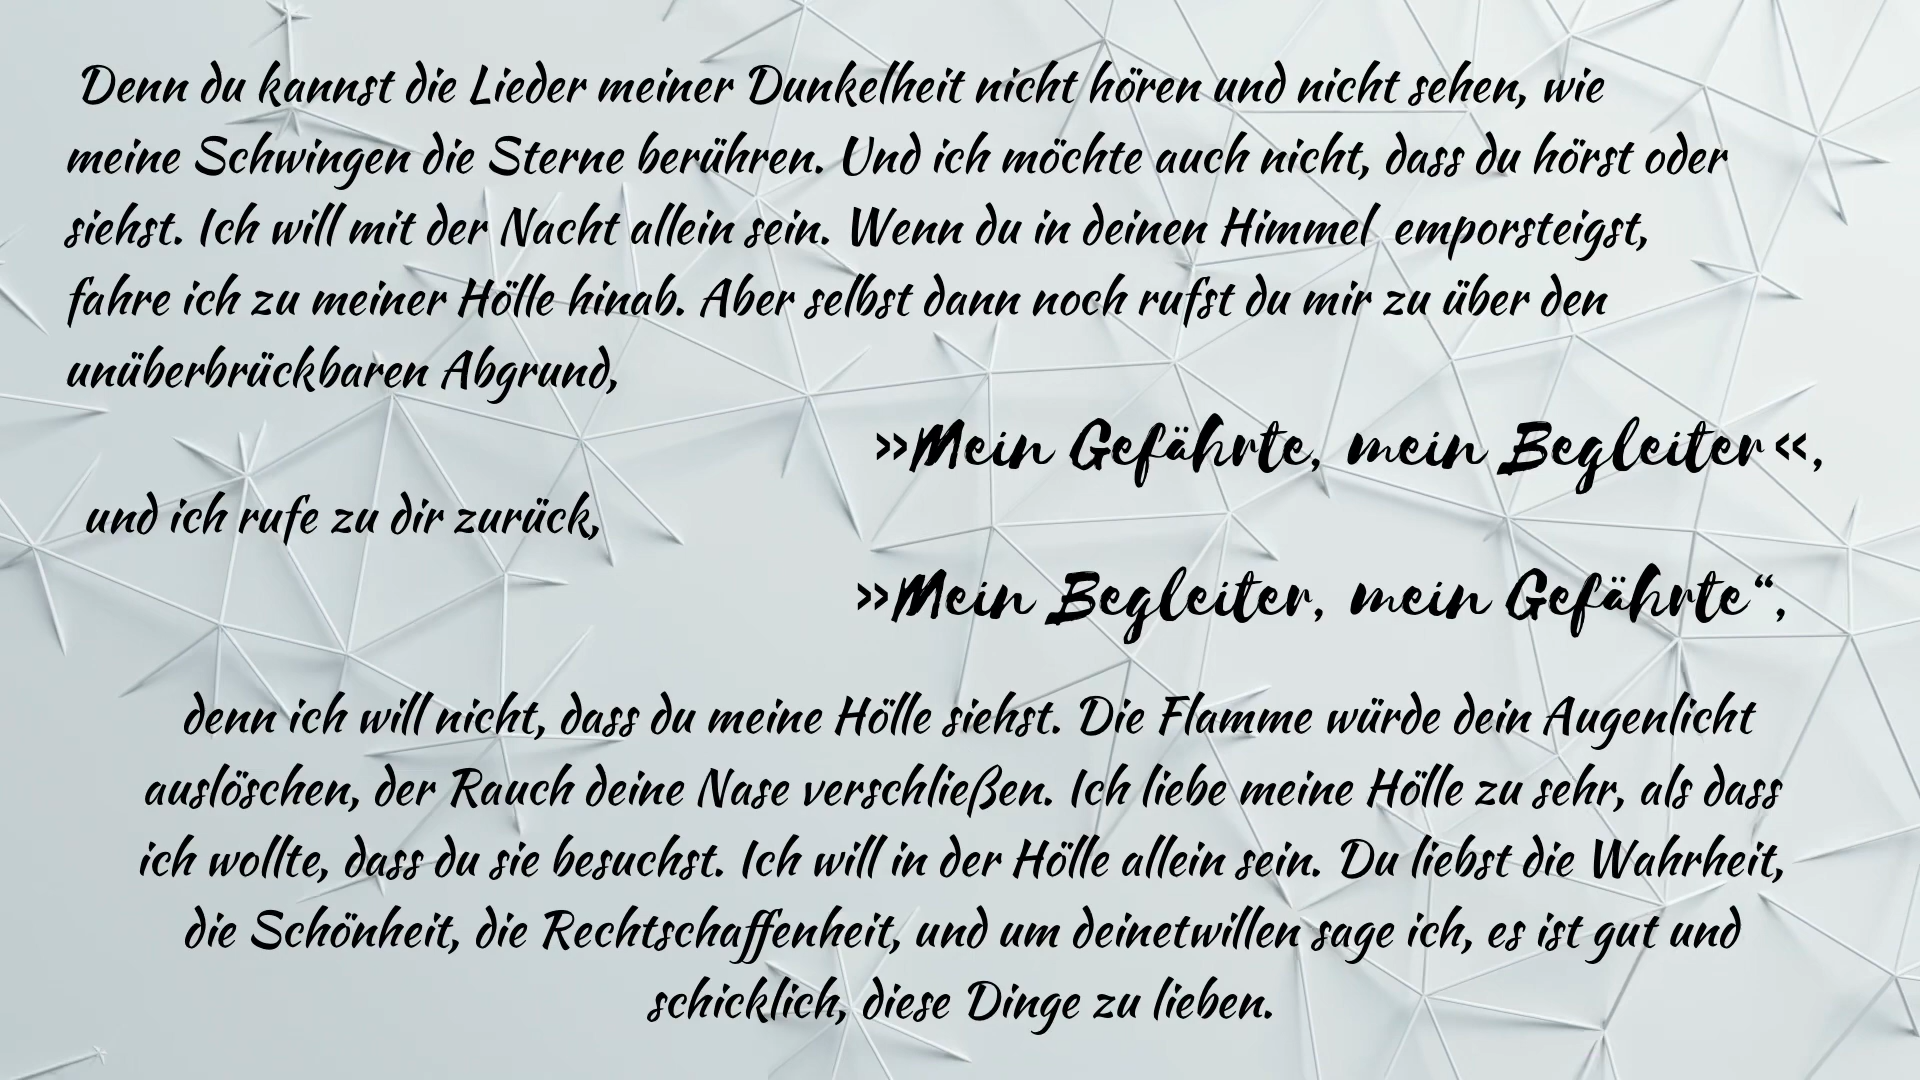 Denn du kannst die Lieder meiner Dunkelheit nicht hören und nicht sehen, wie
meine Schwingen die Sterne berühren. Und ich möchte auch nicht, dass du hörst oder
siehst. Ich will mit der Nacht allein sein. Wenn du in deinen Himmel  emporsteigst,
fahre ich zu meiner Hölle hinab. Aber selbst dann noch rufst du mir zu über den
unüberbrückbaren Abgrund,
»Mein Gefährte, mein Begleiter«,
und ich rufe zu dir zurück,
»Mein Begleiter, mein Gefährte“,
denn ich will nicht, dass du meine Hölle siehst. Die Flamme würde dein Augenlicht
auslöschen, der Rauch deine Nase verschließen. Ich liebe meine Hölle zu sehr, als dass
ich wollte, dass du sie besuchst. Ich will in der Hölle allein sein. Du liebst die Wahrheit,
die Schönheit, die Rechtschaffenheit, und um deinetwillen sage ich, es ist gut und
schicklich, diese Dinge zu lieben.